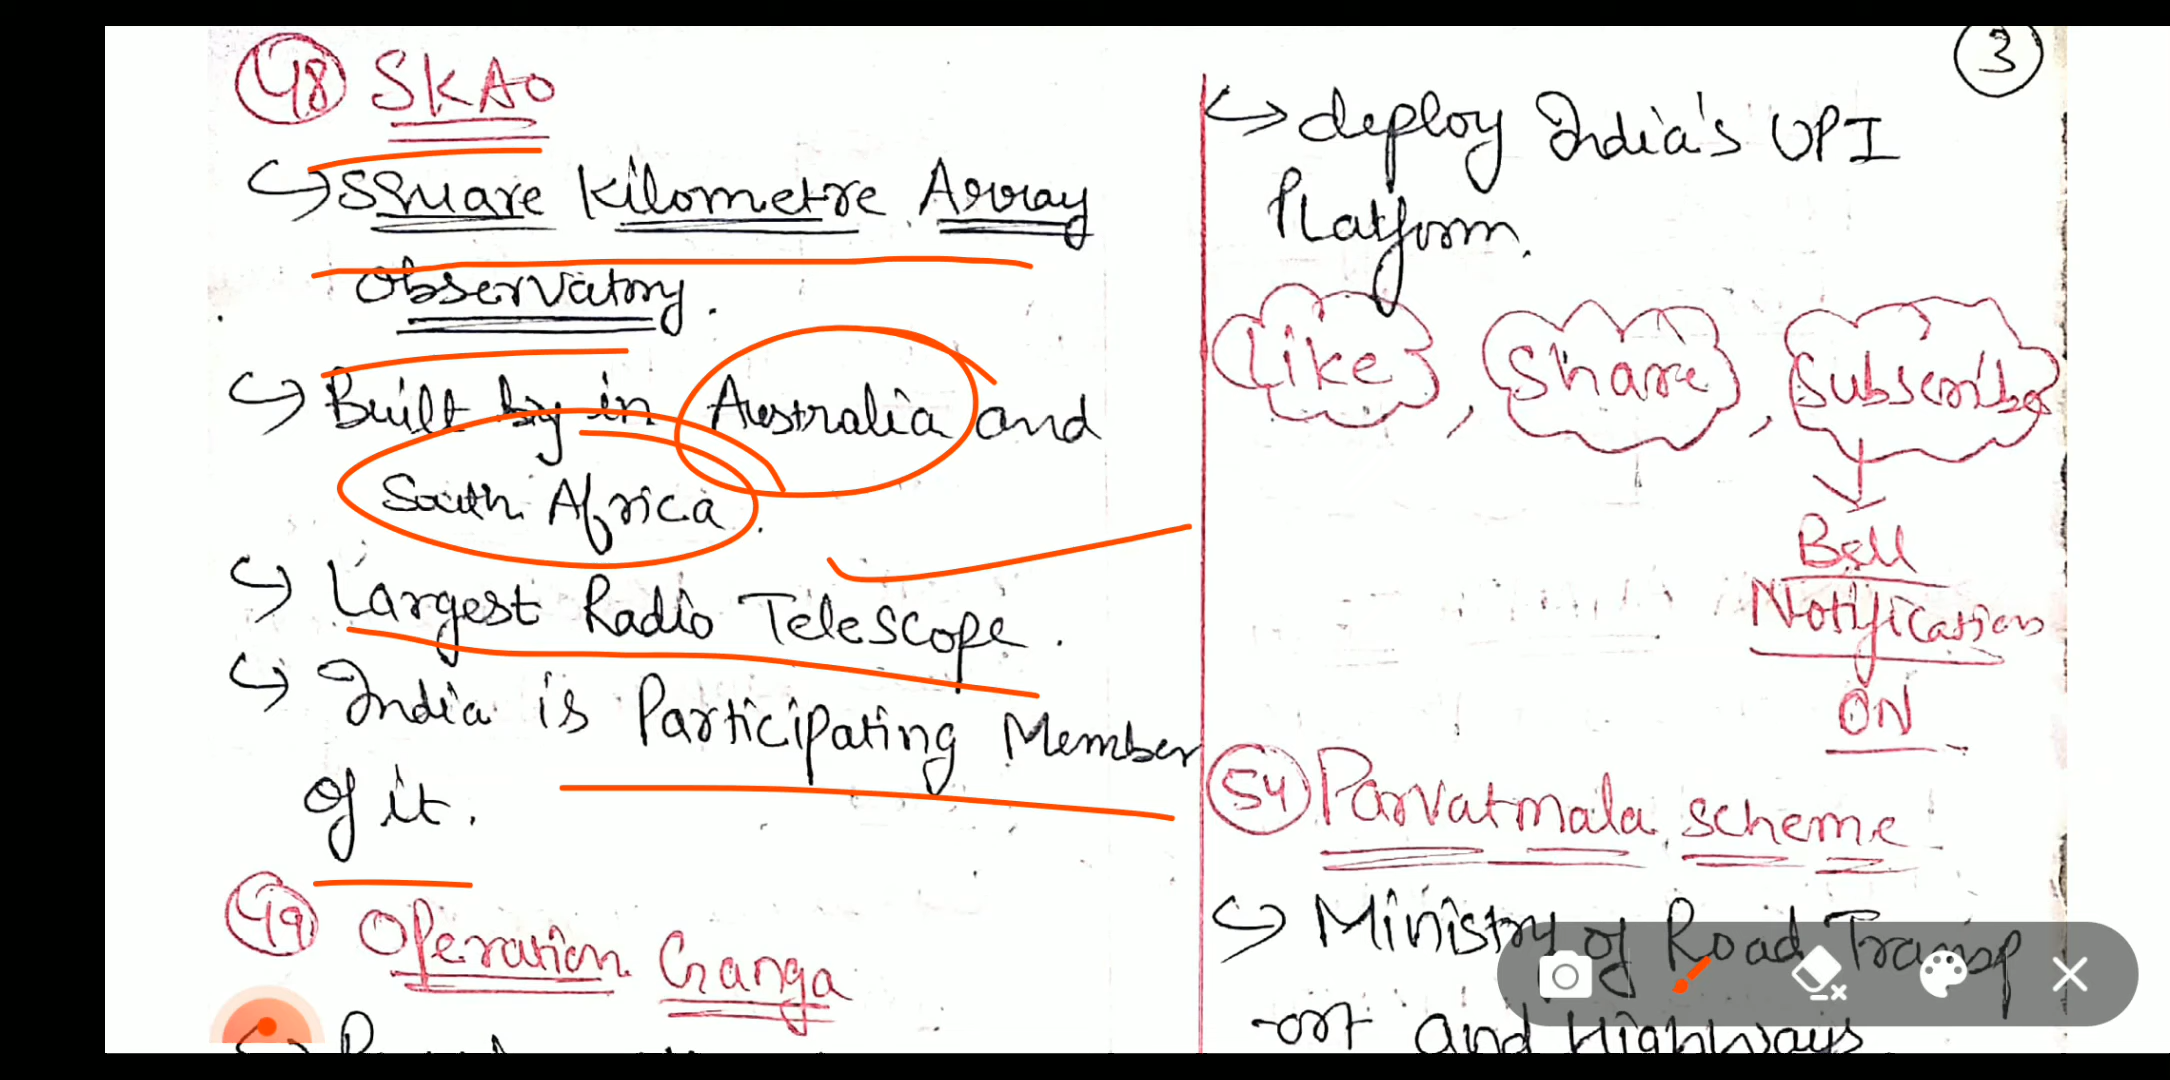 48 SKAO
↪ Square Kilometre Array
Observatory.
↪ Built by in Australia and
South Africa.
↪ Largest Radio Telescope.
↪ India is Participating Member
of it.
49 Operation Ganga
3
↪ deploy India's UPI
Platform.
Like, Share, Subscribe
Bell
Notification
ON
54 Parvatmala scheme
↪ Ministry of Road Transp
-ort and Highways